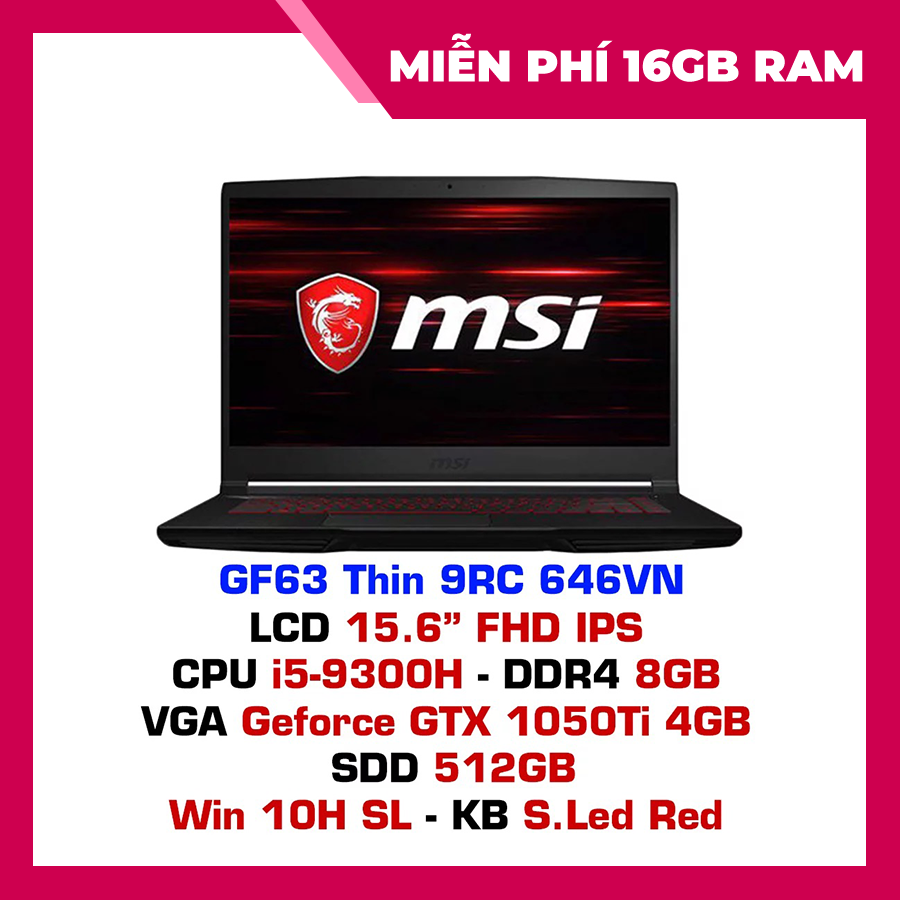 MIỄN PHÍ 16GB RAM
msi
msi
GF63 Thin 9RC 646VN
LCD 15.6” FHD IPS
CPU i5-9300H - DDR4 8GB
VGA Geforce GTX 1050Ti 4GB
SDD 512GB
Win 10H SL - KB S.Led Red